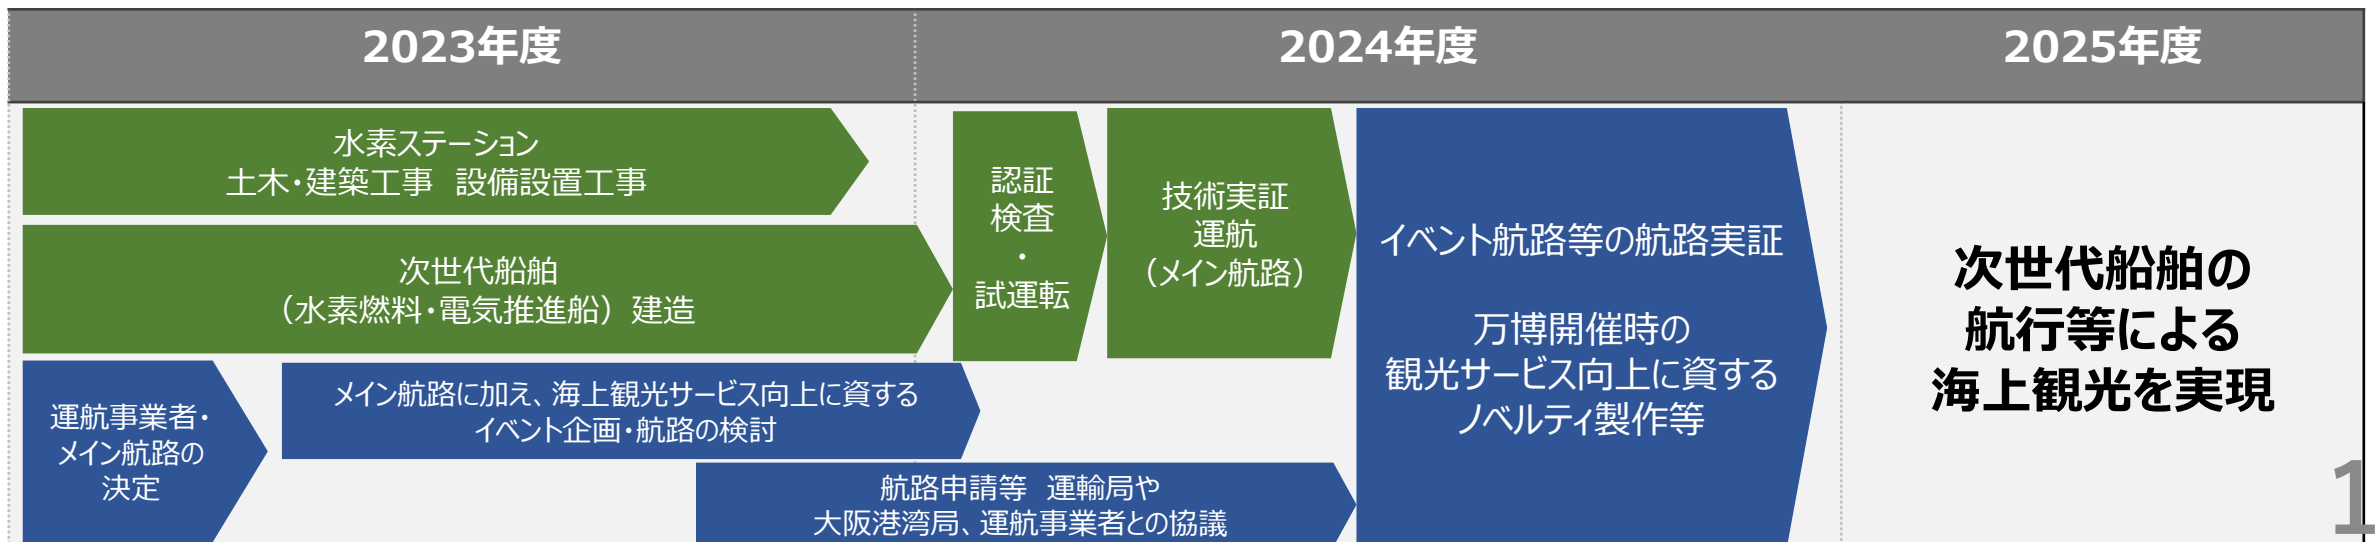 2023年度
2024年度
2025年度
水素ステーション
土木・建築工事　設備設置工事
次世代船舶
（水素燃料・電気推進船）建造
認証
検査
・
試運転
技術実証
運航
（メイン航路）
イベント航路等の航路実証
万博開催時の
観光サービス向上に資する
ノベルティ製作等
次世代船舶の
航行等による
海上観光を実現
運航事業者・
メイン航路の
決定
メイン航路に加え、海上観光サービス向上に資する
イベント企画・航路の検討
航路申請等　運輸局や
大阪港湾局、運航事業者との協議
1